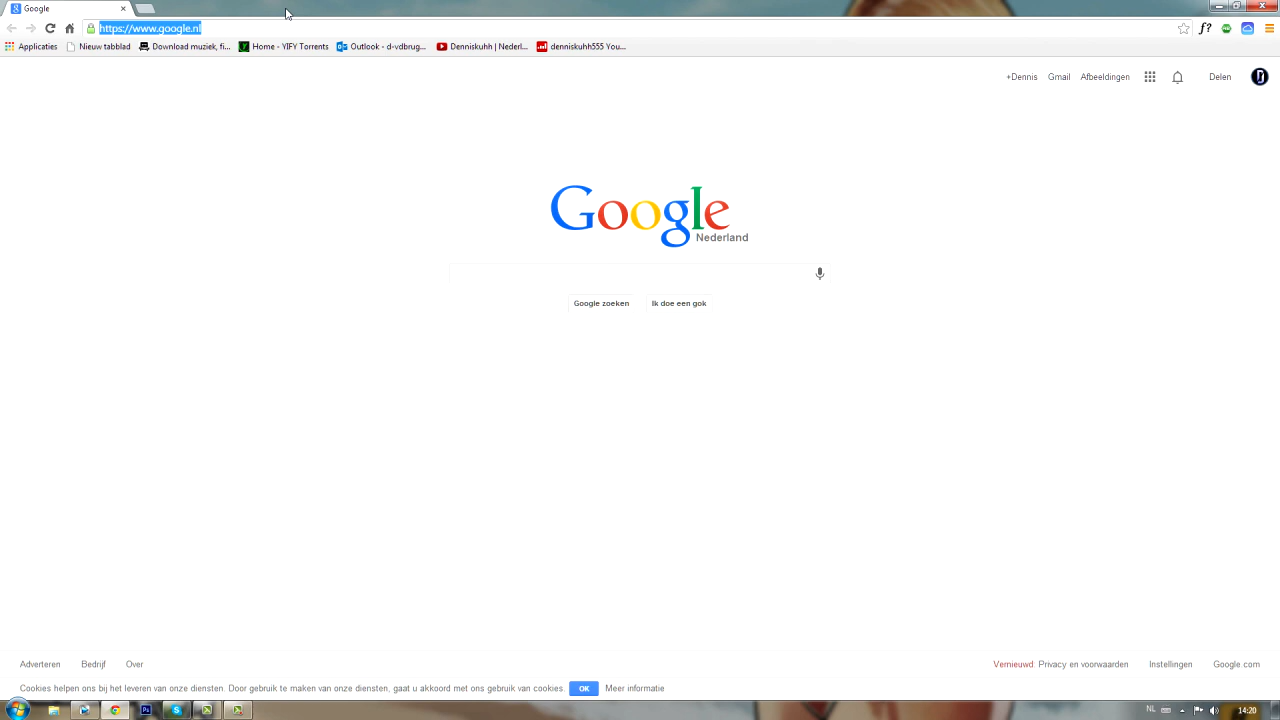 Google
https://www.google.nl
Applicaties Nieuw tabblad Download muziek, fi... Home - YIFY Torrents Outlook - d-vdbrug... Denniskuhh | Nederl... denniskuhh555 You...
+Dennis Gmail Afbeeldingen Delen
Google
Nederland
Google zoeken Ik doe een gok
Adverteren Bedrijf Over Vernieuwd Privacy en voorwaarden Instellingen Google.com
Cookies helpen ons bij het leveren van onze diensten. Door gebruik te maken van onze diensten, gaat u akkoord met ons gebruik van cookies. OK Meer informatie
Ps S NL 14:20